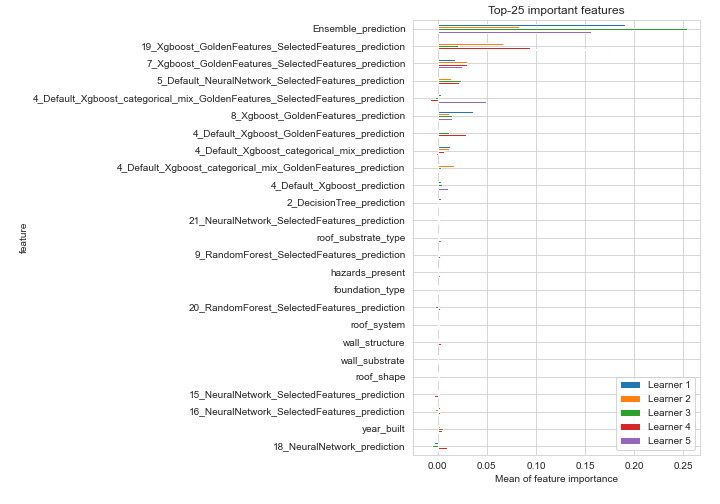 Top-25 important features
Ensemble_prediction
19_Xgboost_GoldenFeatures_SelectedFeatures_prediction
7_Xgboost_GoldenFeatures_SelectedFeatures_prediction
5_Default_NeuralNetwork_SelectedFeatures_prediction
4_Default_Xgboost_categorical_mix_GoldenFeatures_SelectedFeatures_prediction
8_Xgboost_GoldenFeatures_prediction
4_Default_Xgboost_GoldenFeatures_prediction
4_Default_Xgboost_categorical_mix_prediction
4_Default_Xgboost_categorical_mix_GoldenFeatures_prediction
4_Default_Xgboost_prediction
2_DecisionTree_prediction
21_NeuralNetwork_SelectedFeatures_prediction
roof_substrate_type
9_RandomForest_SelectedFeatures_prediction
hazards_present
foundation_type
20_RandomForest_SelectedFeatures_prediction
roof_system
wall_structure
wall_substrate
roof_shape
15_NeuralNetwork_SelectedFeatures_prediction
16_NeuralNetwork_SelectedFeatures_prediction
year_built
18_NeuralNetwork_prediction
feature
Learner 1
Learner 2
Learner 3
Learner 4
Learner 5
0.00 0.05 0.10 0.15 0.20 0.25
Mean of feature importance